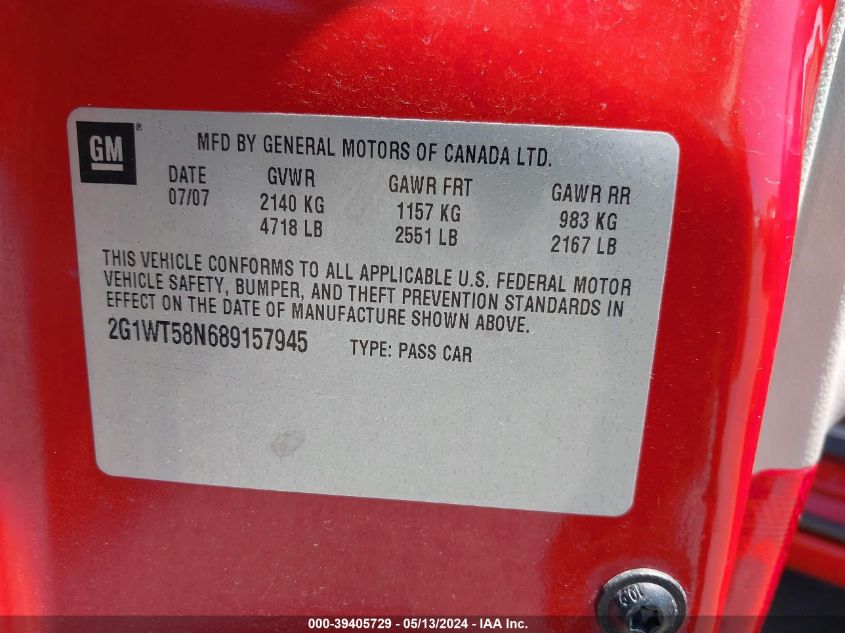 GM ®
MFD BY GENERAL MOTORS OF CANADA LTD.
DATE GVWR GAWR FRT GAWR RR
07/07 2140 KG 1157 KG 983 KG
4718 LB 2551 LB 2167 LB
THIS VEHICLE CONFORMS TO ALL APPLICABLE U.S. FEDERAL MOTOR
VEHICLE SAFETY, BUMPER, AND THEFT PREVENTION STANDARDS IN
EFFECT ON THE DATE OF MANUFACTURE SHOWN ABOVE.
2G1WT58N689157945 TYPE: PASS CAR
10.9
000-39405729 - 05/13/2024 - IAA Inc.